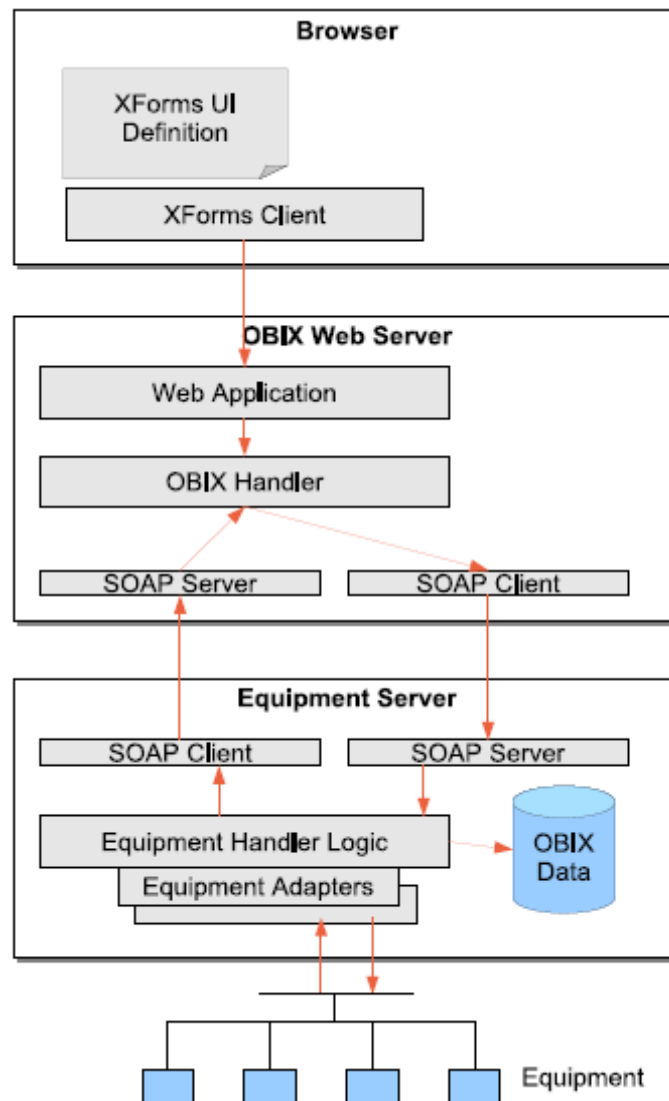 Browser
XForms UI
Definition
XForms Client
OBIX Web Server
Web Application
OBIX Handler
SOAP Server
SOAP Client
Equipment Server
SOAP Client
SOAP Server
Equipment Handler Logic
OBIX
Data
Equipment Adapters
Equipment